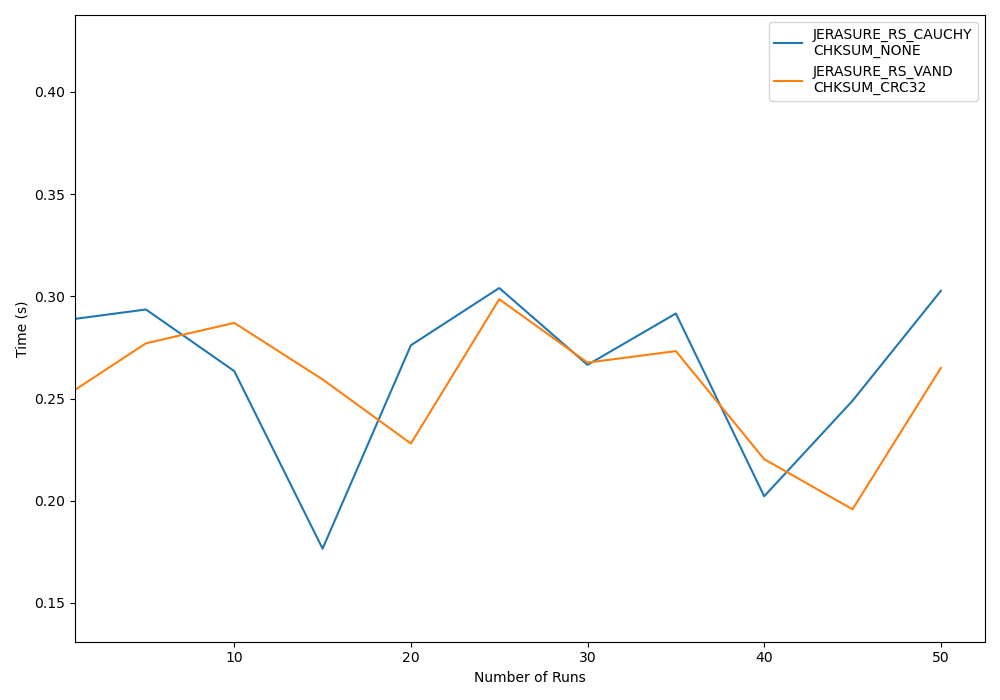 JERASURE_RS_CAUCHY
CHKSUM_NONE
JERASURE_RS_VAND
CHKSUM_CRC32
0.40
0.35
0.30
0.25
0.20
0.15
Time (s)
10 20 30 40 50
Number of Runs